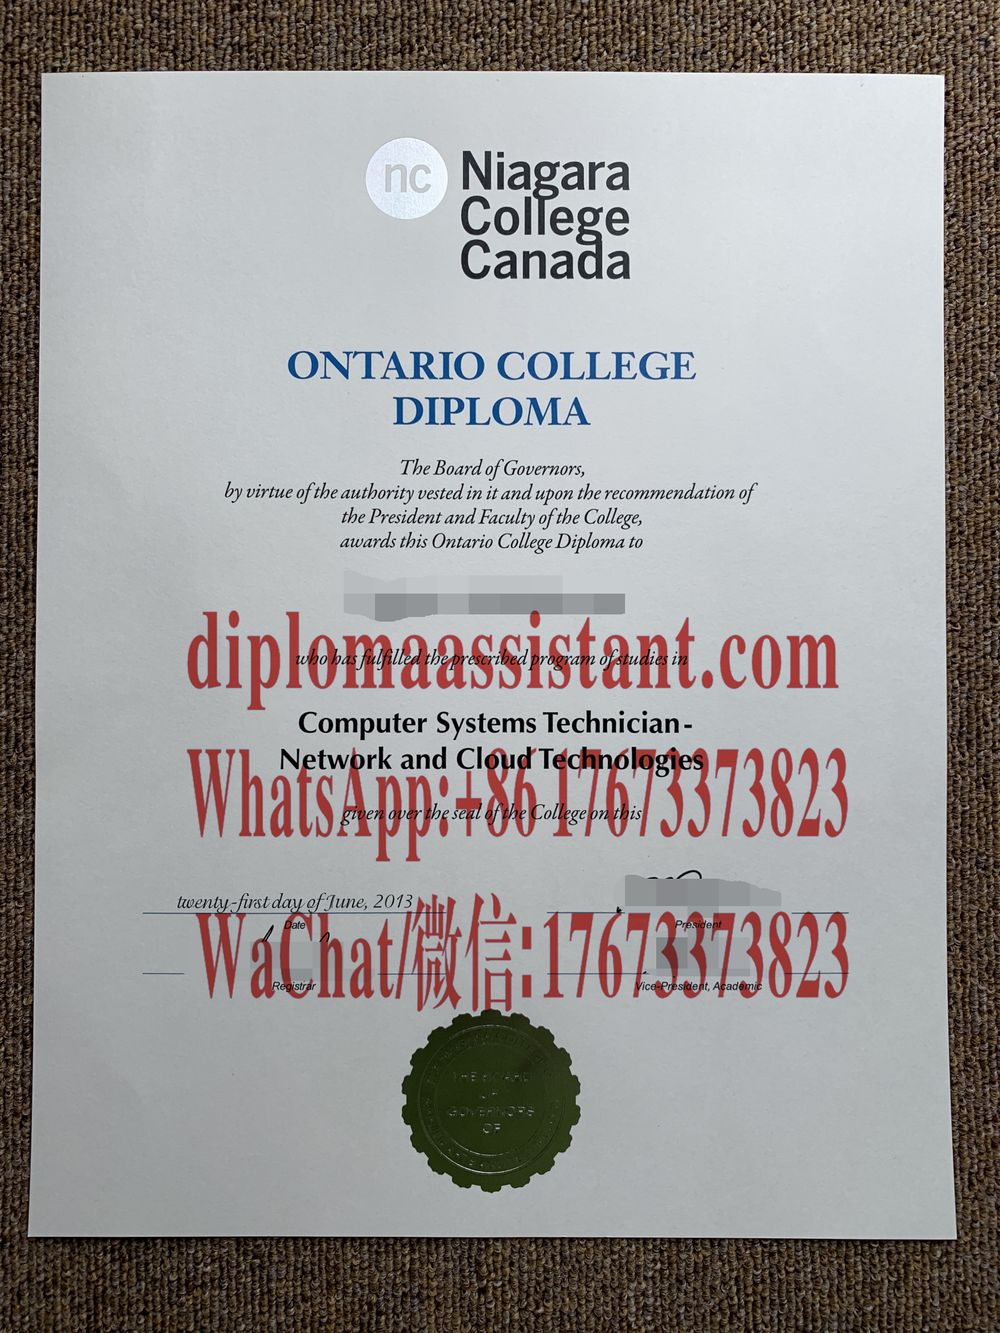 nc
Niagara
College
Canada
ONTARIO COLLEGE
DIPLOMA
The Board of Governors,
by virtue of the authority vested in it and upon the recommendation of
the President and Faculty of the College,
awards this Ontario College Diploma to
diplomaassistant.com
who has fulfilled the prescribed program of studies in
Computer Systems Technician-
Network and Cloud Technologies
WhatsApp:+86 17673373823
given over the seal of the College on this
twenty-first day of June, 2013
Date
President
WaChat/微信:17673373823
Registrar
Vice-President, Academic
THE BOARD
OF
GOVERNORS
OF